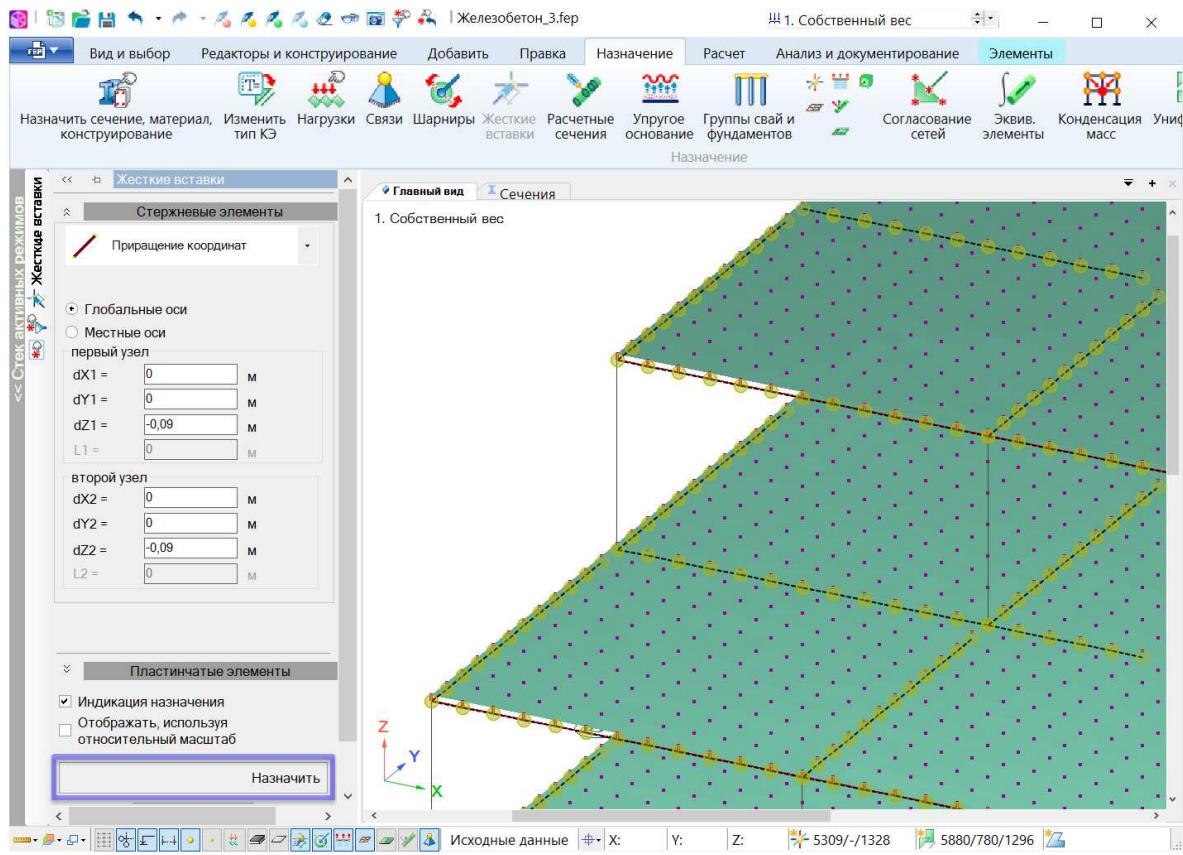 Железобетон_3.fep
1. Собственный вес
FEP
Вид и выбор
Редакторы и конструирование
Добавить
Правка
Назначение
Расчет
Анализ и документирование
Элементы
Назначить сечение, материал,
конструирование
Изменить
тип КЭ
Нагрузки
Связи
Шарниры
Жесткие
вставки
Расчетные
сечения
Упругое
основание
Группы свай и
фундаментов
Согласование
сетей
Эквив.
элементы
Конденсация
масс
Униф
Назначение
<< Стек активных режимов
Жесткие вставки
<<
Жесткие вставки
Стержневые элементы
Приращение координат
Глобальные оси
Местные оси
первый узел
dX1 = 0 м
dY1 = 0 м
dZ1 = -0,09 м
L1 = 0 м
второй узел
dX2 = 0 м
dY2 = 0 м
dZ2 = -0,09 м
L2 = 0 м
Пластинчатые элементы
Индикация назначения
Отображать, используя
относительный масштаб
Назначить
Главный вид
Сечения
1. Собственный вес
Z
Y
X
Исходные данные
X:
Y:
Z:
5309/-/1328
5880/780/1296